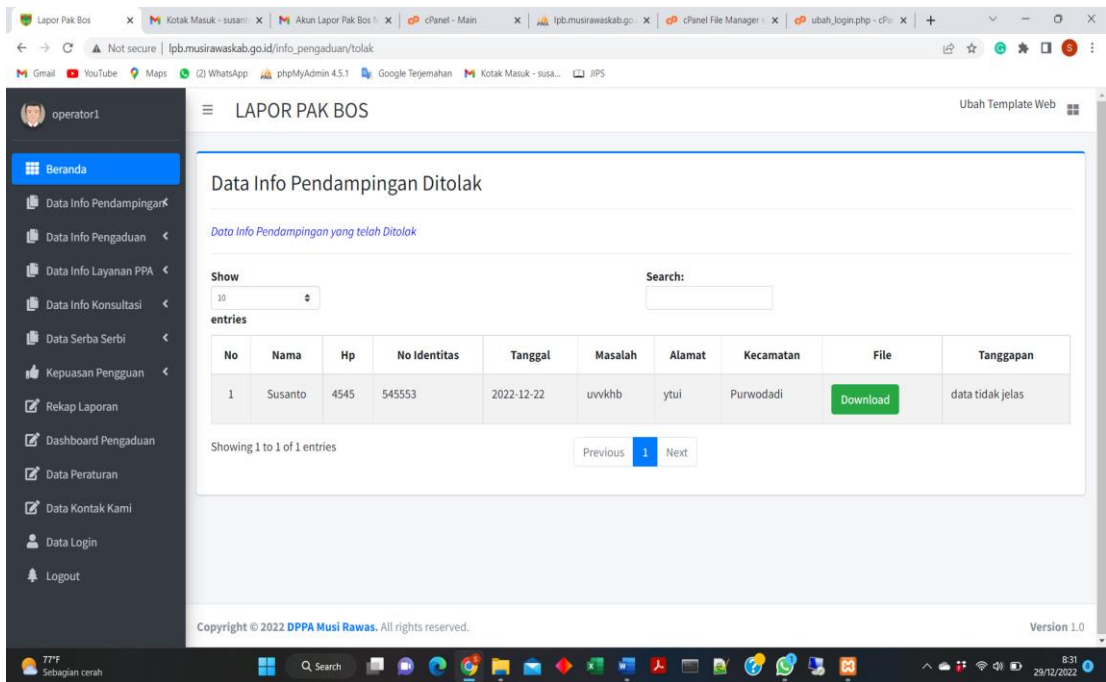 Lapor Pak Bos
Kotak Masuk - susant
Akun Lapor Pak Bos
cPanel - Main
lpb.musirawaskab.go
cPanel File Manager
ubah_login.php - cPa
Not secure | lpb.musirawaskab.go.id/info_pengaduan/tolak
S
Gmail YouTube Maps (2) WhatsApp phpMyAdmin 4.5.1 Google Terjemahan Kotak Masuk - susa... JIPS
operator1
LAPOR PAK BOS
Ubah Template Web
Beranda
Data Info Pendampingan
Data Info Pengaduan
Data Info Layanan PPA
Data Info Konsultasi
Data Serba Serbi
Kepuasan Pengguan
Rekap Laporan
Dashboard Pengaduan
Data Peraturan
Data Kontak Kami
Data Login
Logout
Data Info Pendampingan Ditolak
Data Info Pendampingan yang telah Ditolak
Show
10
entries
Search:
No Nama Hp No Identitas Tanggal Masalah Alamat Kecamatan File Tanggapan
1 Susanto 4545 545553 2022-12-22 uvvkhb ytui Purwodadi Download data tidak jelas
Showing 1 to 1 of 1 entries
Previous 1 Next
Copyright © 2022 DPPA Musi Rawas. All rights reserved.
Version 1.0
77°F
Sebagian cerah
Search
8:31
29/12/2022